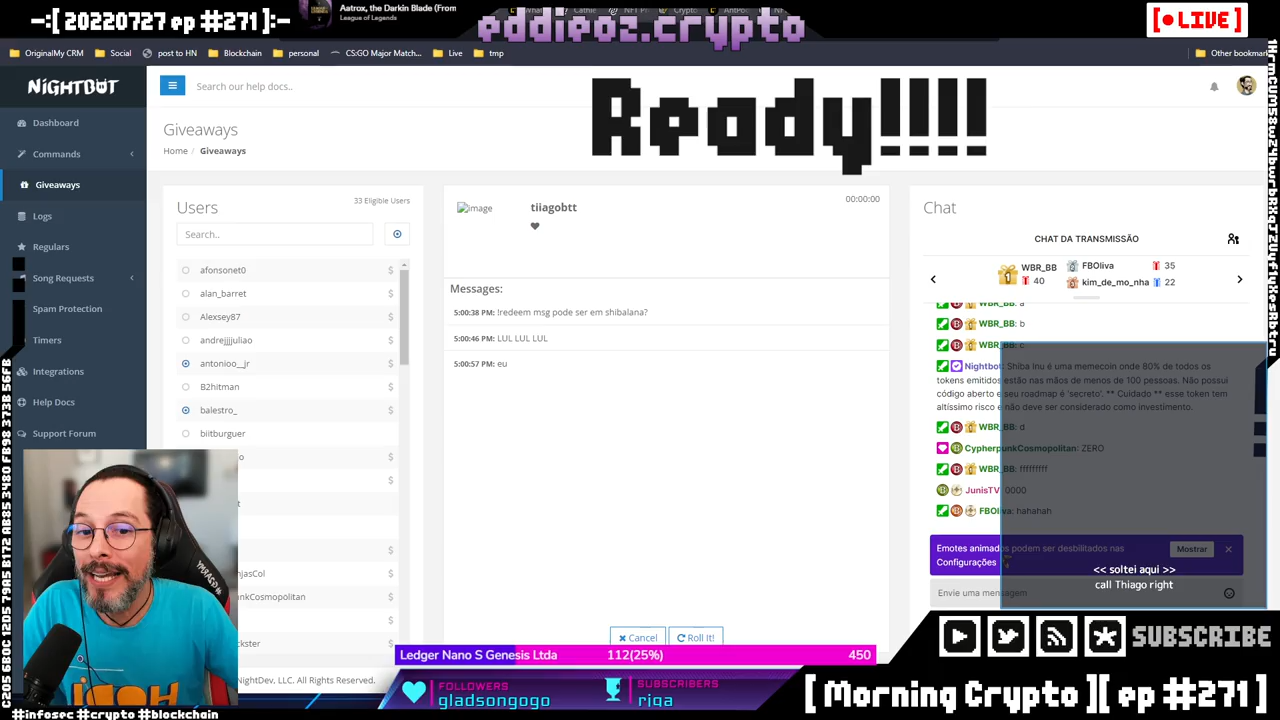 -:[ 20220727 ep #271 ]:-
Aatrox, the Darkin Blade (From
League of Legends
eddieoz.crypto
[ ● LIVE ]
OriginalMy CRM
Social
post to HN
Blockchain
personal
CS:GO Major Match...
Live
tmp
Other bookmar
NIGHTBOT
Search our help docs..
Ready!!!!
Giveaways
Home / Giveaways
Dashboard
Commands
Giveaways
Logs
Regulars
Song Requests
Spam Protection
Timers
Integrations
Help Docs
Support Forum
Users
33 Eligible Users
Search..
afonsonet0
alan_barret
Alexsey87
andrejjjjuliao
antonioo__jr
B2hitman
balestro_
biitburguer
njasCol
nkCosmopolitan
kster
image
tiiagobtt
00:00:00
Messages:
5:00:38 PM: !redeem msg pode ser em shibalana?
5:00:46 PM: LUL LUL LUL
5:00:57 PM: eu
Cancel
Roll It!
Chat
CHAT DA TRANSMISSÃO
WBR_BB
40
FBOliva 35
kim_de_mo_nha 22
WBR_BB: a
WBR_BB: b
WBR_BB: c
Nightbot: Shiba Inu é uma memecoin onde 80% de todos os
tokens emitidos estão nas mãos de menos de 100 pessoas. Não possui
código aberto e seu roadmap é 'secreto'. ** Cuidado ** esse token tem
altíssimo risco e não deve ser considerado como investimento.
WBR_BB: d
CypherpunkCosmopolitan: ZERO
WBR_BB: fffffffff
JunisTV: 0000
FBOliva: hahahah
Emotes animados podem ser desbilitados nas
Configurações
Mostrar
<< soltei aqui >>
call Thiago right
Envie uma mensagem
SUBSCRIBE
Ledger Nano S Genesis Ltda 112(25%) 450
FOLLOWERS
gladsongogo
SUBSCRIBERS
riqa
[ Morning Crypto ][ ep #271 ]
NightDev, LLC. All Rights Reserved.
infosec #crypto #blockchain